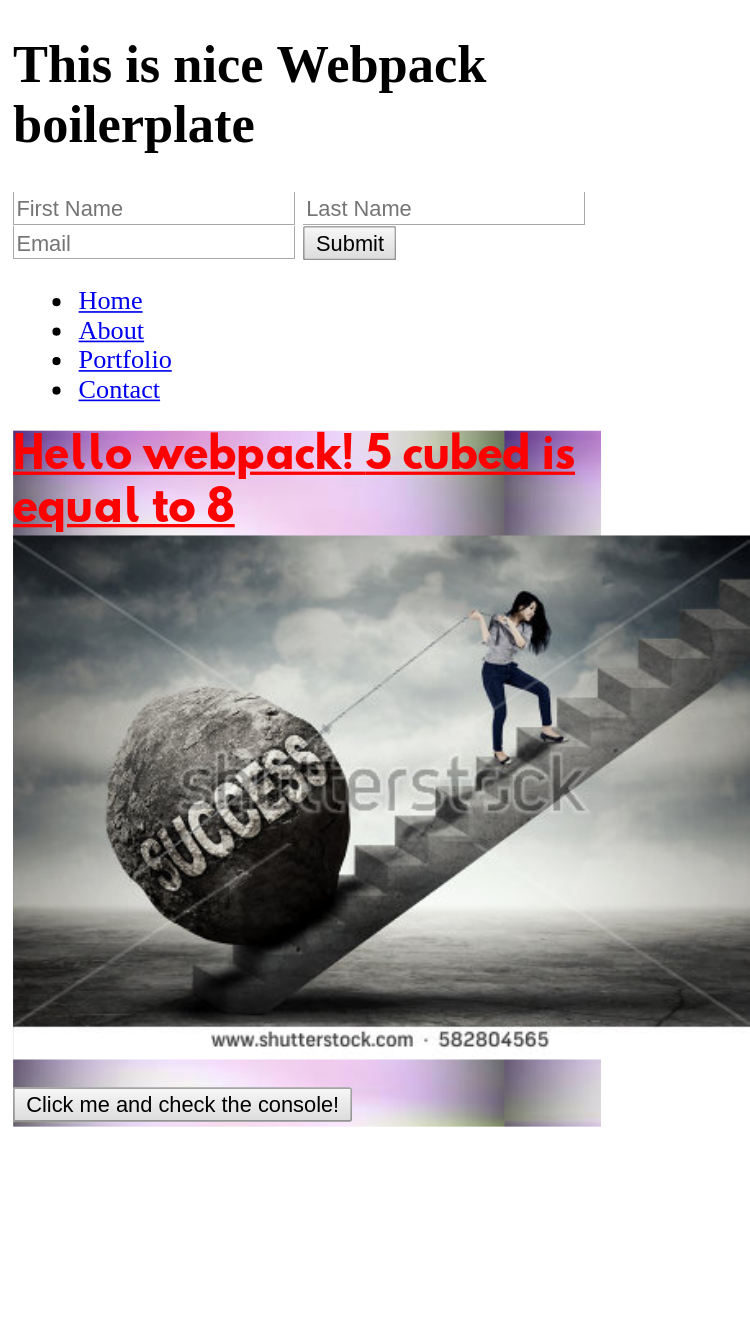 This is nice Webpack
boilerplate
First Name Last Name
Email Submit
Home
About
Portfolio
Contact
Hello webpack! 5 cubed is
equal to 8
SUCCESS
shutterstock
www.shutterstock.com · 582804565
Click me and check the console!